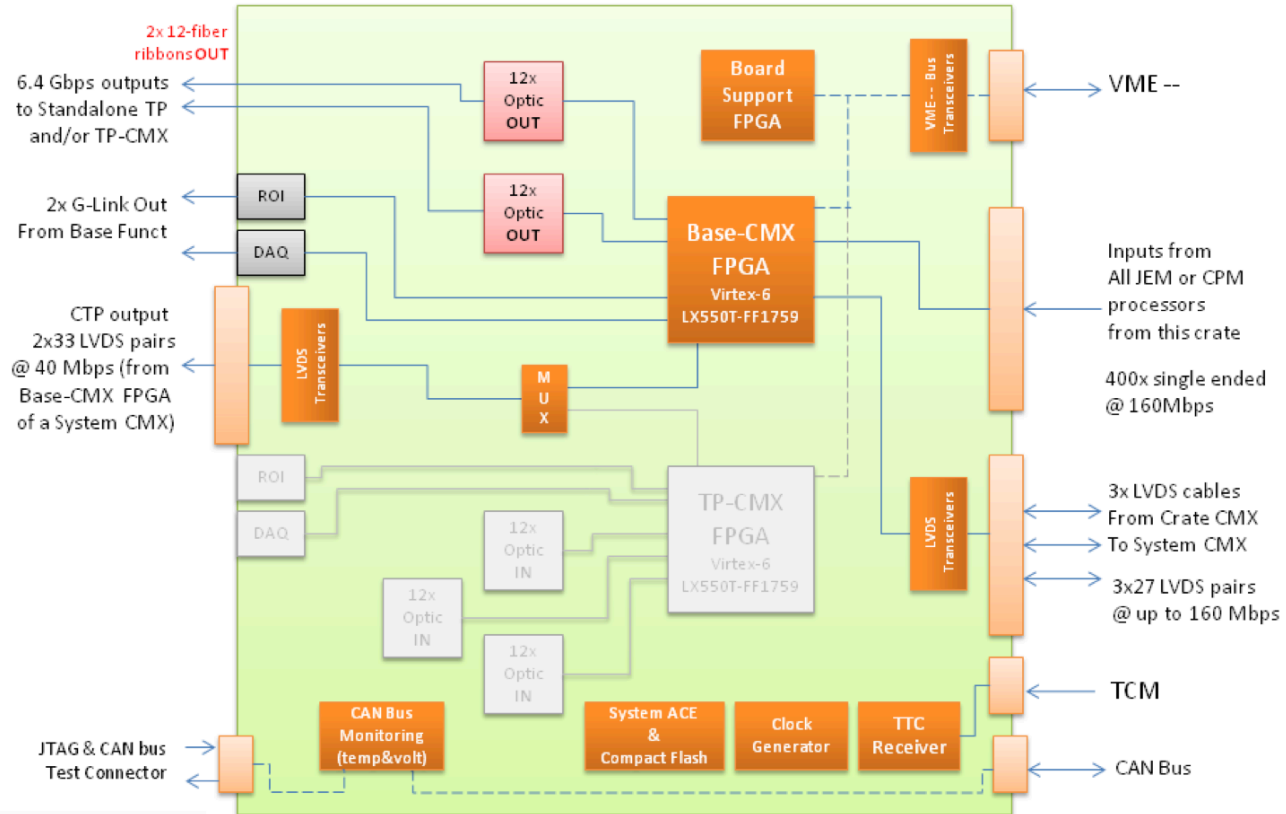 2x 12-fiber
ribbons OUT
6.4 Gbps outputs
to Standalone TP
and/or TP-CMX
2x G-Link Out
From Base Funct
CTP output
2x33 LVDS pairs
@ 40 Mbps (from
Base-CMX FPGA
of a System CMX)
JTAG & CAN bus
Test Connector
12x
Optic
OUT
12x
Optic
OUT
ROI
DAQ
LVDS
Transceivers
M
U
X
Board
Support
FPGA
VME-- Bus
Transceivers
Base-CMX
FPGA
Virtex-6
LX550T-FF1759
ROI
DAQ
12x
Optic
IN
12x
Optic
IN
12x
Optic
IN
TP-CMX
FPGA
Virtex-6
LX550T-FF1759
LVDS
Transceivers
CAN Bus
Monitoring
(temp&volt)
System ACE
&
Compact Flash
Clock
Generator
TTC
Receiver
VME --
Inputs from
All JEM or CPM
processors
from this crate
400x single ended
@ 160Mbps
3x LVDS cables
From Crate CMX
To System CMX
3x27 LVDS pairs
@ up to 160 Mbps
TCM
CAN Bus